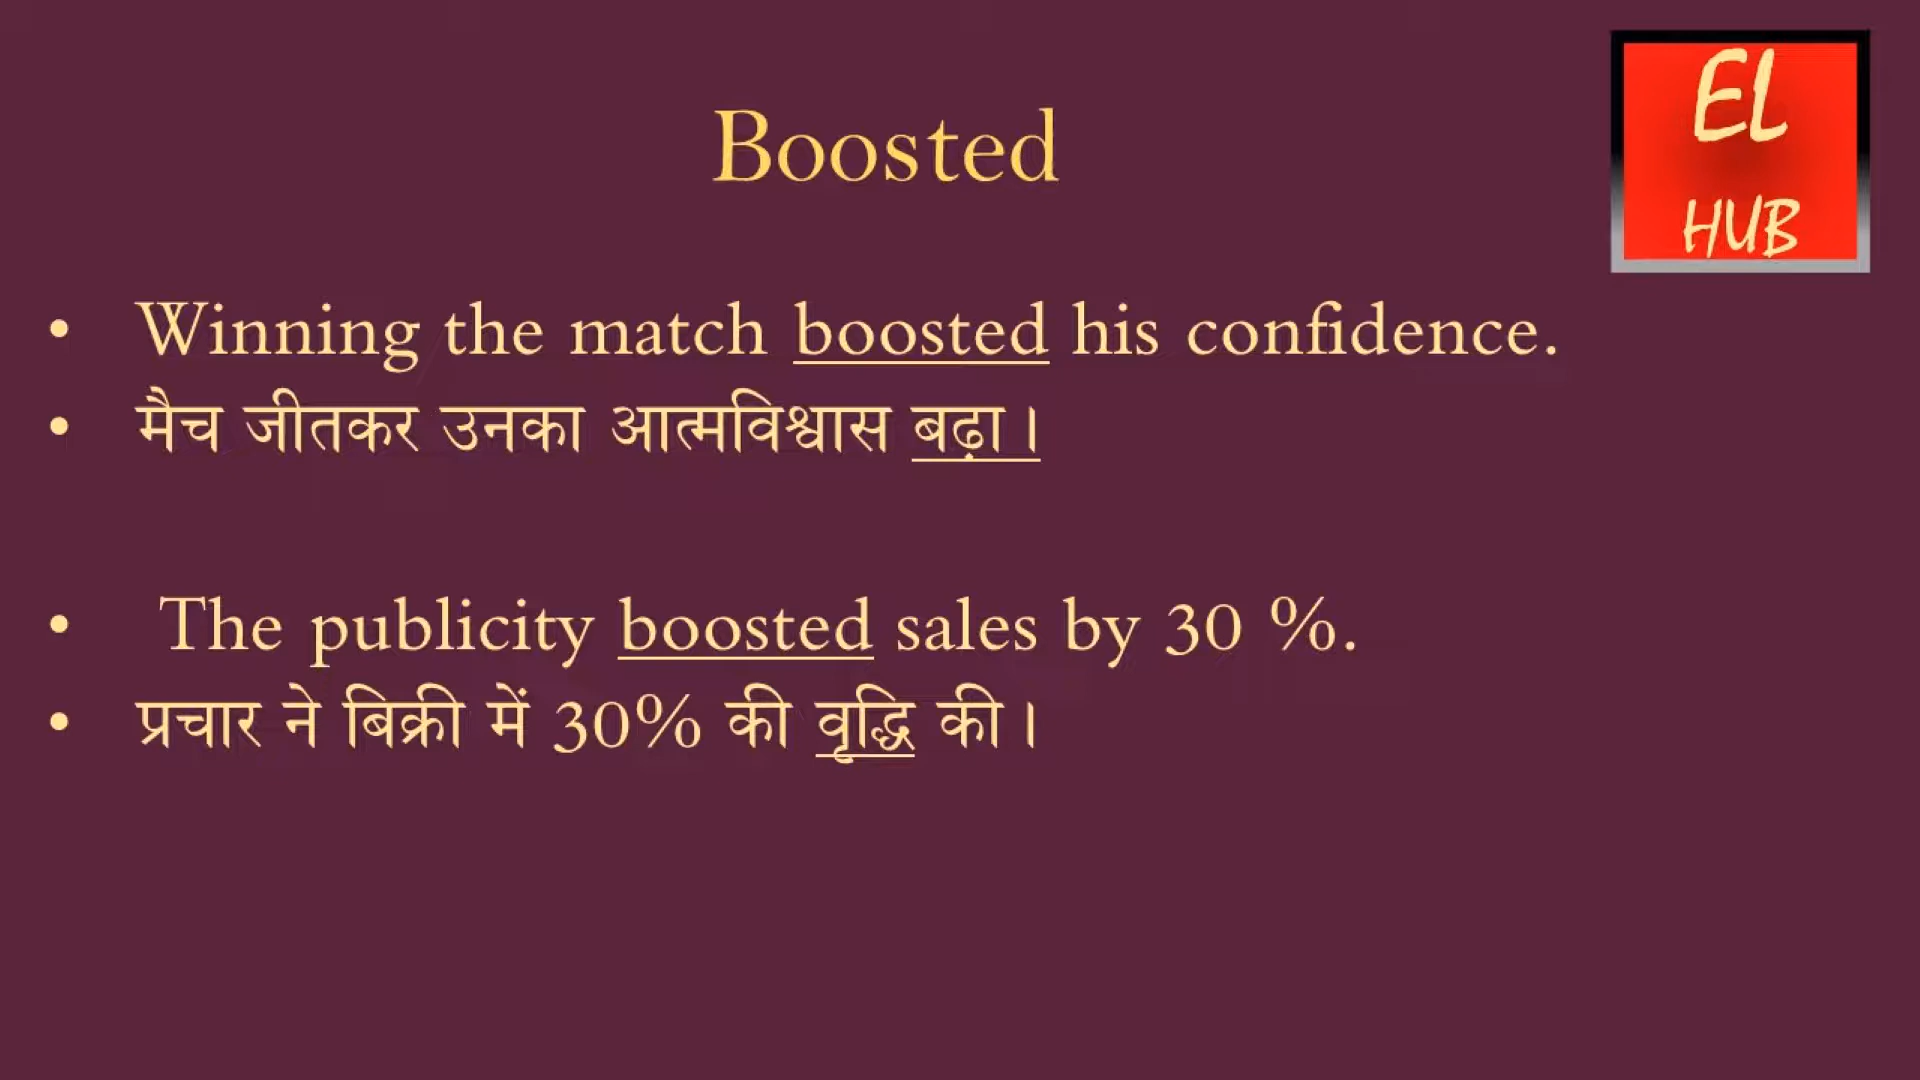 EL
HUB
Boosted
• Winning the match boosted his confidence.
• मैच जीतकर उनका आत्मविश्वास बढ़ा।
• The publicity boosted sales by 30 %.
• प्रचार ने बिक्री में 30% की वृद्धि की।